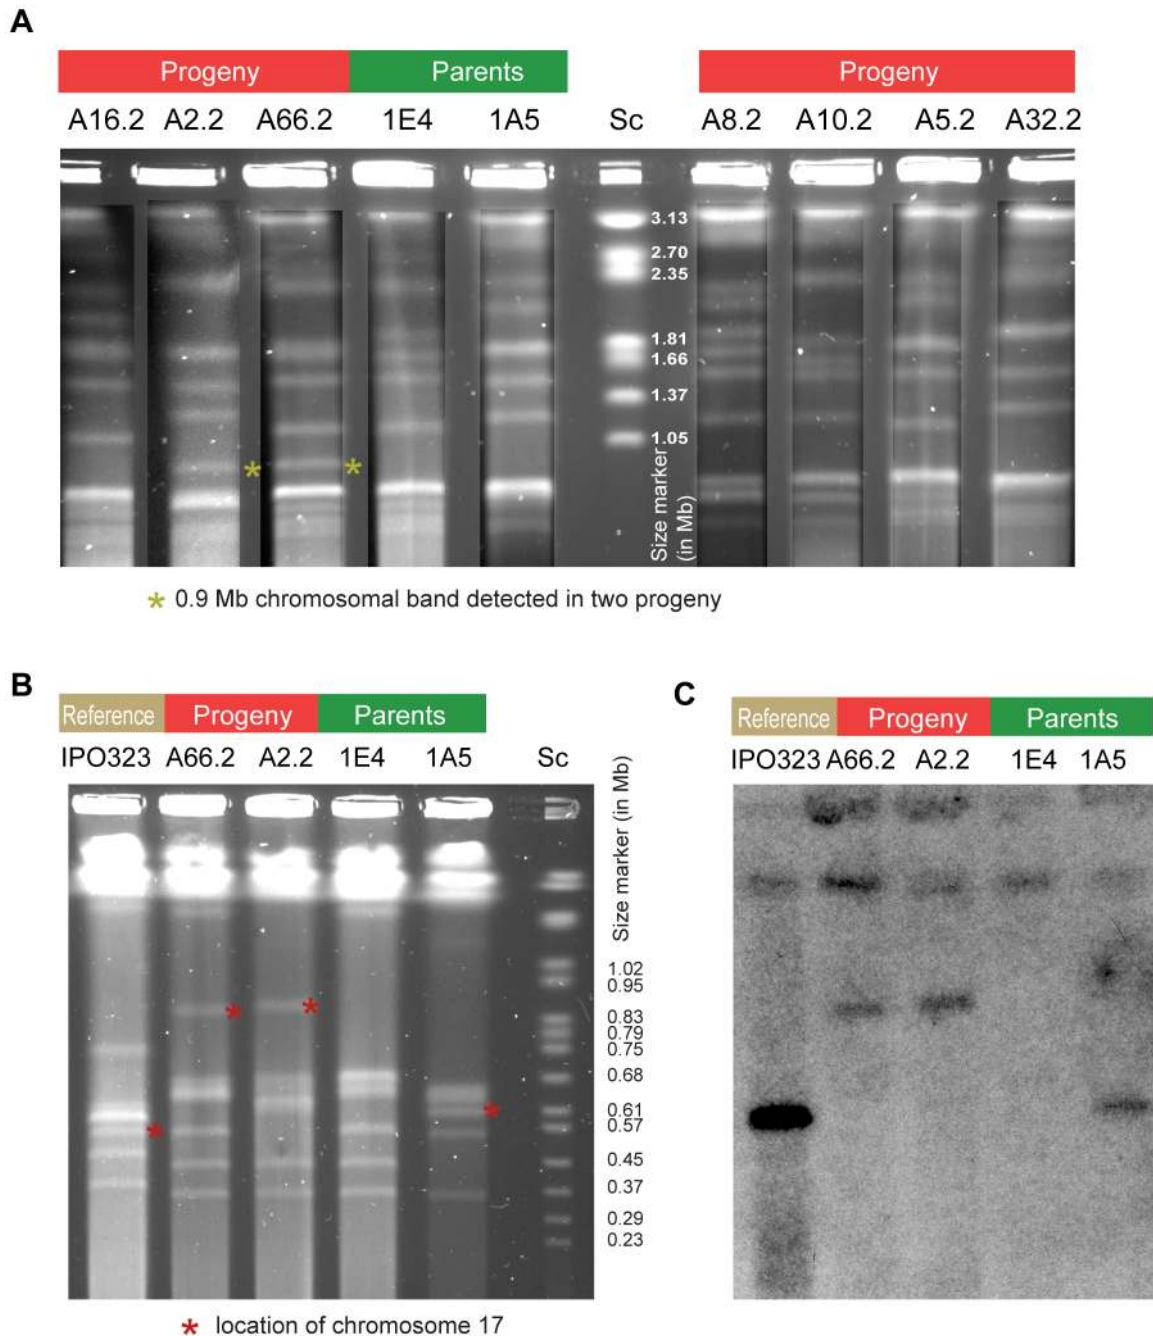 A
Progeny Parents Progeny
A16.2 A2.2 A66.2 1E4 1A5 Sc A8.2 A10.2 A5.2 A32.2
3.13
2.70
2.35
1.81
1.66
1.37
1.05
Size marker
(in Mb)
* 0.9 Mb chromosomal band detected in two progeny
B
Reference Progeny Parents
IPO323 A66.2 A2.2 1E4 1A5 Sc
Size marker (in Mb)
1.02
0.95
0.83
0.79
0.75
0.68
0.61
0.57
0.45
0.37
0.29
0.23
* location of chromosome 17
C
Reference Progeny Parents
IPO323 A66.2 A2.2 1E4 1A5